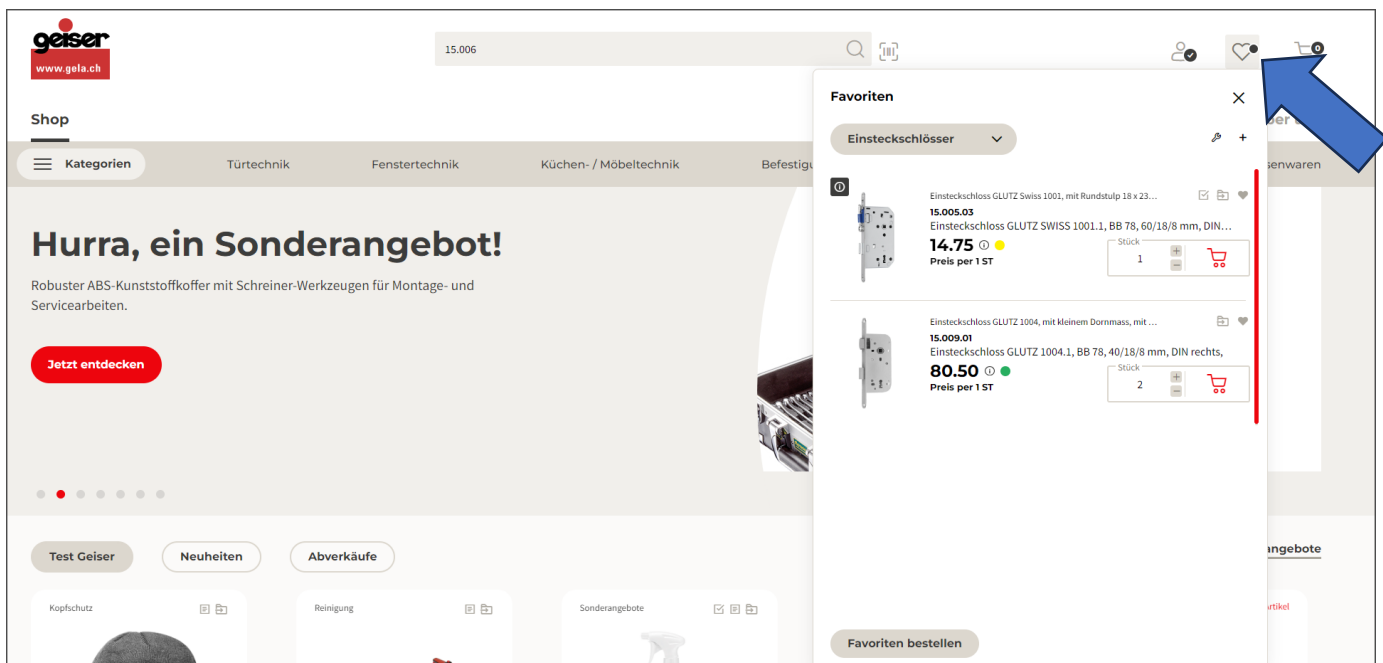 geiser
www.gela.ch
15.006
0
Shop
Favoriten
Einsteckschlösser
Kategorien
Türtechnik
Fenstertechnik
Küchen- / Möbeltechnik
Hurra, ein Sonderangebot!
Robuster ABS-Kunststoffkoffer mit Schreiner-Werkzeugen für Montage- und
Servicearbeiten.
Jetzt entdecken
Einsteckschloss GLUTZ Swiss 1001, mit Rundstulp 18 x 23...
15.005.03
Einsteckschloss GLUTZ SWISS 1001.1, BB 78, 60/18/8 mm, DIN...
14.75
Preis per 1 ST
Stück
1
Einsteckschloss GLUTZ 1004, mit kleinem Dornmass, mit ...
15.009.01
Einsteckschloss GLUTZ 1004.1, BB 78, 40/18/8 mm, DIN rechts,
80.50
Preis per 1 ST
Stück
2
Favoriten bestellen
Test Geiser
Neuheiten
Abverkäufe
Kopfschutz
Reinigung
Sonderangebote